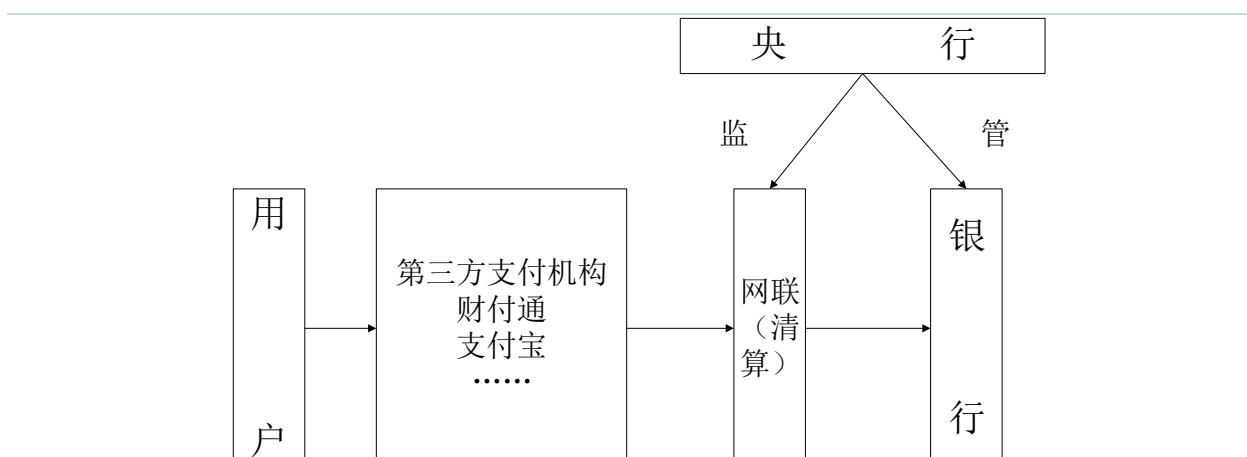 央行
监 管
用户
第三方支付机构
财付通
支付宝
……
网联
（清
算）
银行